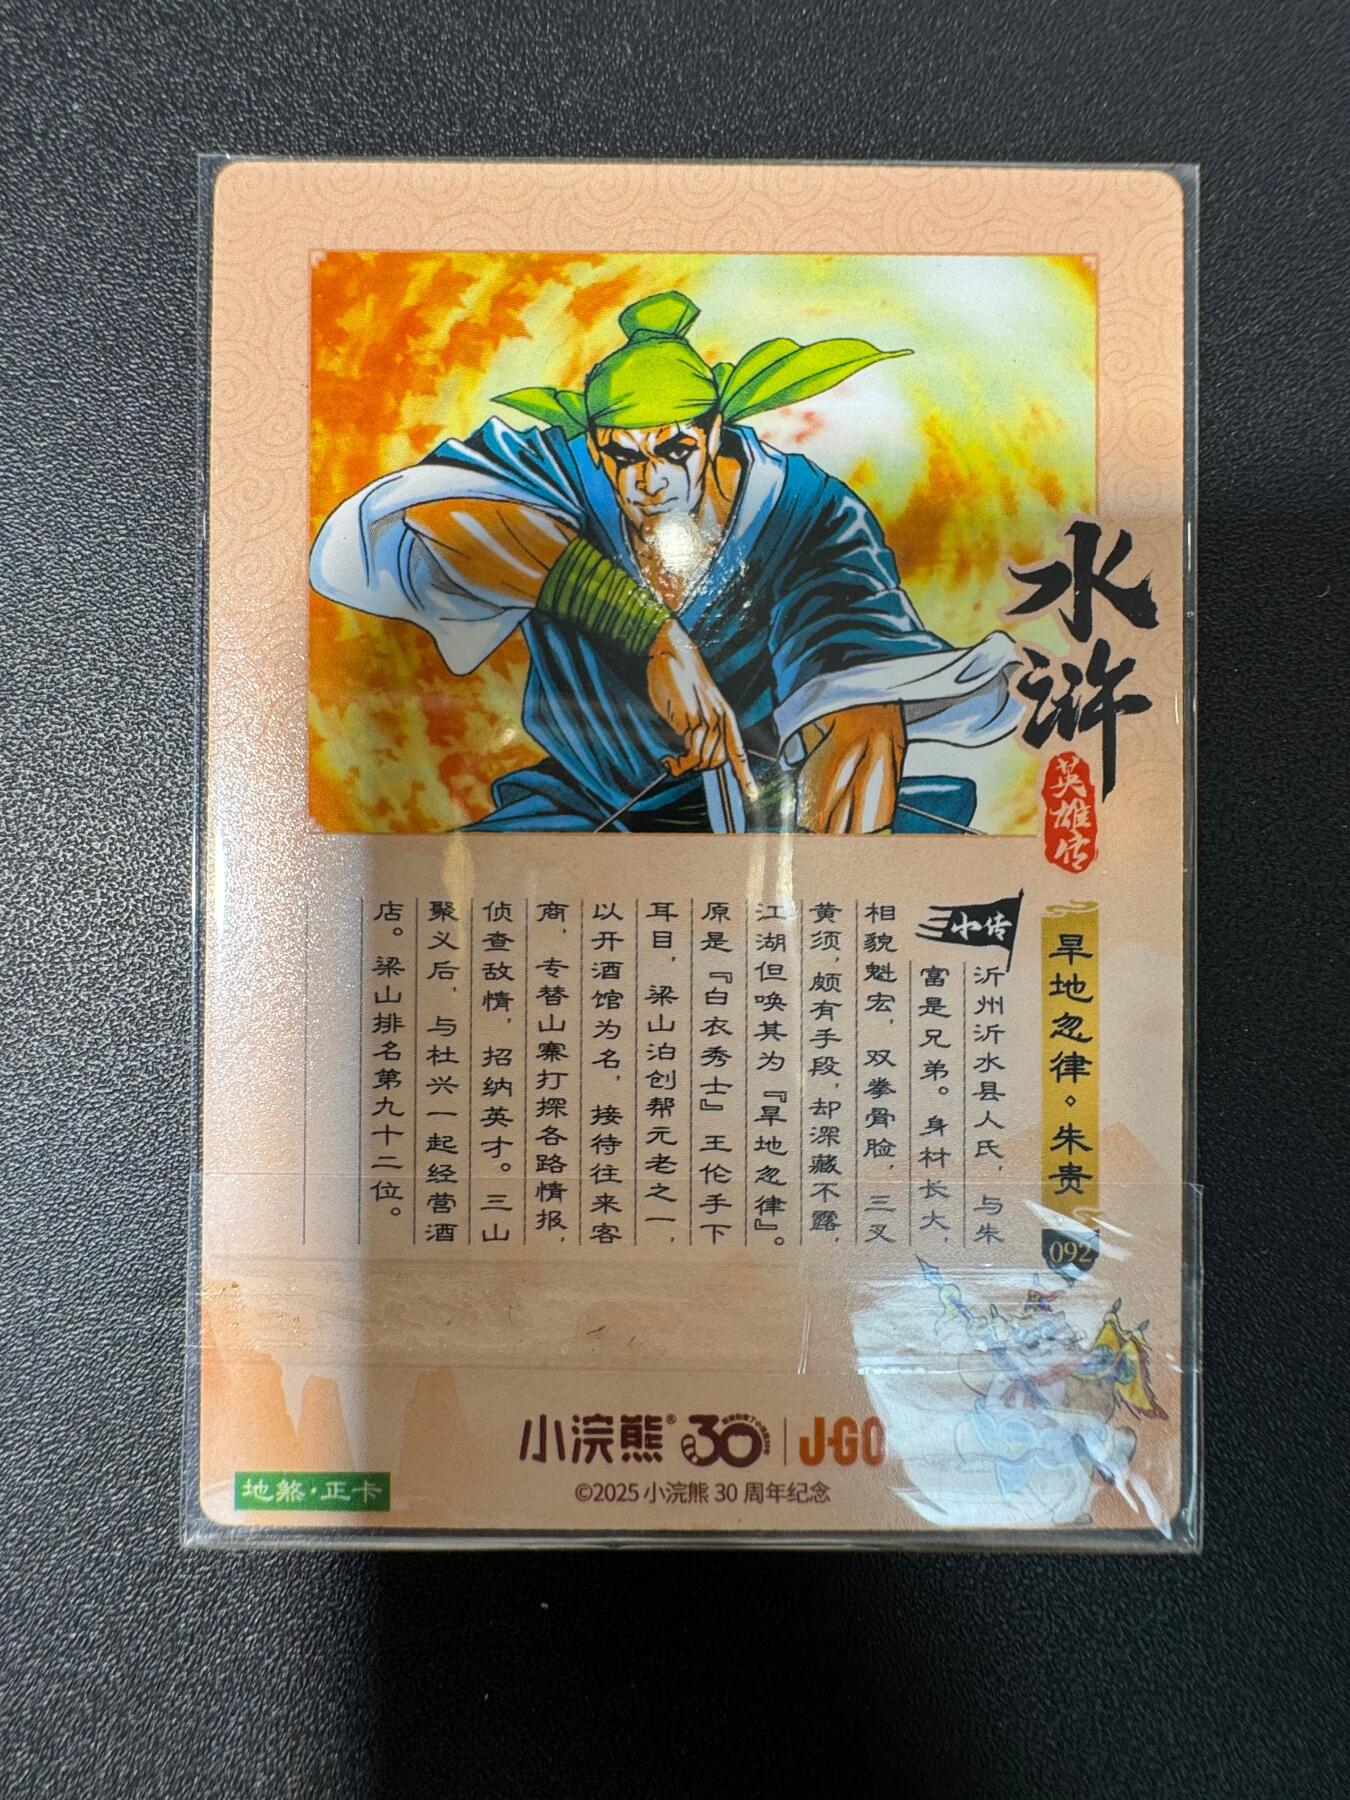 水浒
英雄传
旱地忽律。朱贵
092
小传
沂州沂水县人氏，与朱
富是兄弟。身材长大，
相貌魁宏，双拳骨脸，三叉
黄须，颇有手段，却深藏不露，
江湖但唤其为『旱地忽律』。
原是『白衣秀士』王伦手下
耳目，梁山泊创帮元老之一，
以开酒馆为名，接待往来客
商，专替山寨打探各路情报，
侦查敌情，招纳英才。三山
聚义后，与杜兴一起经营酒
店。梁山排名第九十二位。
小浣熊® 30 | J-GO
©2025 小浣熊 30 周年纪念
地煞·正卡